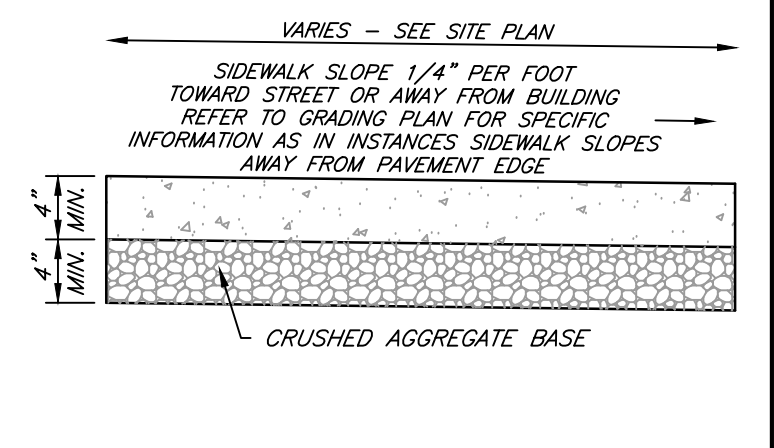 VARIES – SEE SITE PLAN
SIDEWALK SLOPE 1/4" PER FOOT
TOWARD STREET OR AWAY FROM BUILDING
REFER TO GRADING PLAN FOR SPECIFIC
INFORMATION AS IN INSTANCES SIDEWALK SLOPES
AWAY FROM PAVEMENT EDGE
4"
MIN.
4"
MIN.
CRUSHED AGGREGATE BASE